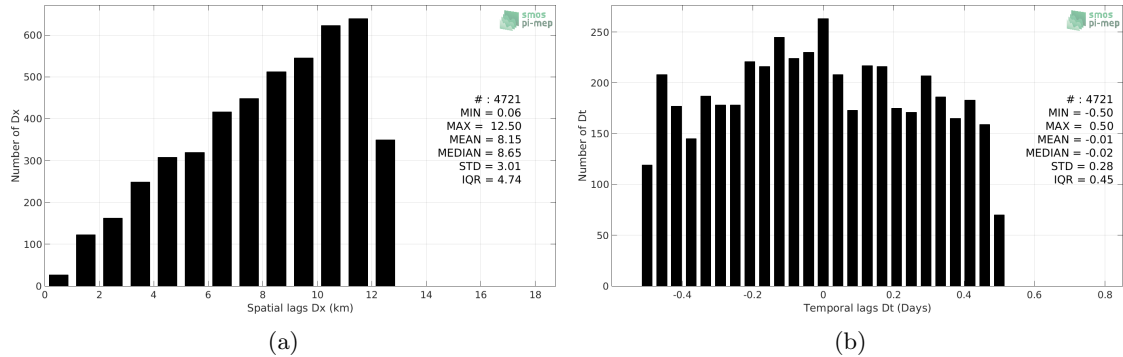 smos
pi-mep
600
500
400
300
200
100
0
Number of Dx
# : 4721
MIN = 0.06
MAX = 12.50
MEAN = 8.15
MEDIAN = 8.65
STD = 3.01
IQR = 4.74
0 2 4 6 8 10 12 14 16 18
Spatial lags Dx (km)
(a)
smos
pi-mep
250
200
150
100
50
0
Number of Dt
# : 4721
MIN = -0.50
MAX = 0.50
MEAN = -0.01
MEDIAN = -0.02
STD = 0.28
IQR = 0.45
-0.4 -0.2 0 0.2 0.4 0.6 0.8
Temporal lags Dt (Days)
(b)